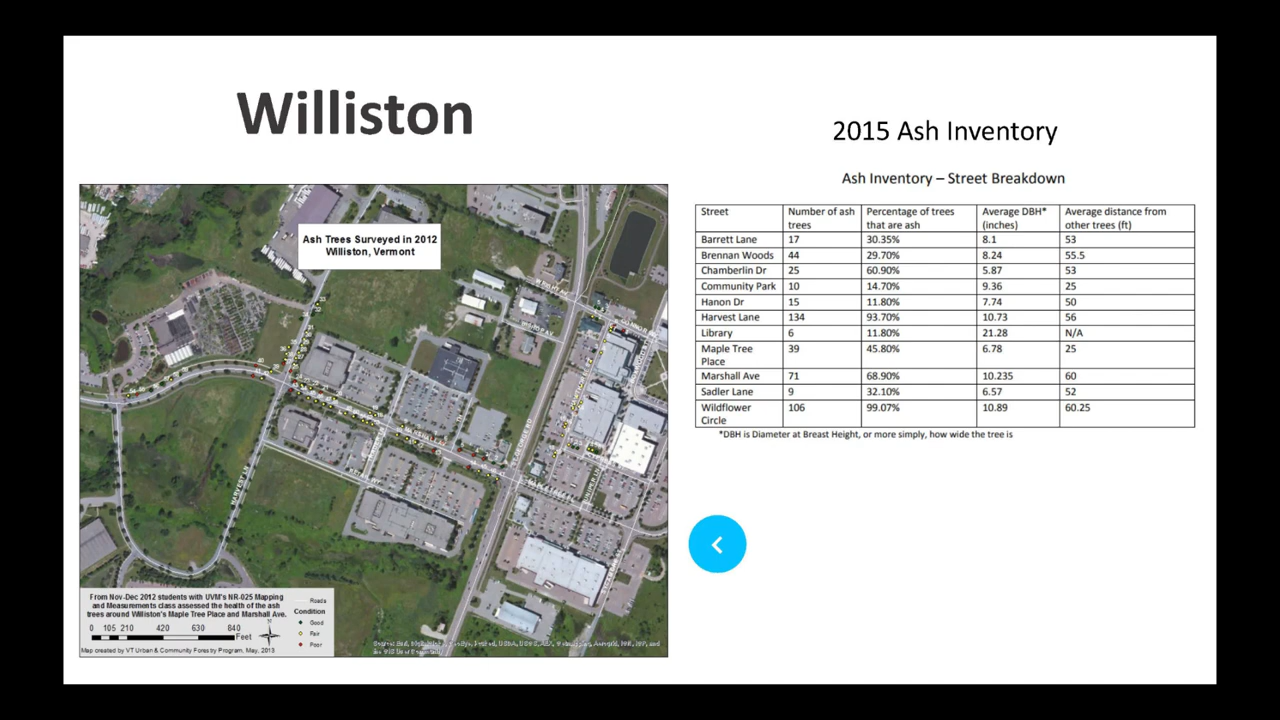 Williston
2015 Ash Inventory
Ash Inventory – Street Breakdown
Street Number of ash trees Percentage of trees that are ash Average DBH* (inches) Average distance from other trees (ft)
Barrett Lane 17 30.35% 8.1 53
Brennan Woods 44 29.70% 8.24 55.5
Chamberlin Dr 25 60.90% 5.87 53
Community Park 10 14.70% 9.36 25
Hanon Dr 15 11.80% 7.74 50
Harvest Lane 134 93.70% 10.73 56
Library 6 11.80% 21.28 N/A
Maple Tree Place 39 45.80% 6.78 25
Marshall Ave 71 68.90% 10.235 60
Sadler Lane 9 32.10% 6.57 52
Wildflower Circle 106 99.07% 10.89 60.25
*DBH is Diameter at Breast Height, or more simply, how wide the tree is
Ash Trees Surveyed in 2012
Williston, Vermont
HARVEST LN
From Nov-Dec 2012 students with UVM's NR-025 Mapping
and Measurements class assessed the health of the ash
trees around Williston's Maple Tree Place and Marshall Ave.
0 105 210 420 630 840
Feet
Map created by VT Urban & Community Forestry Program, May, 2013
Roads
Condition
Good
Fair
Poor